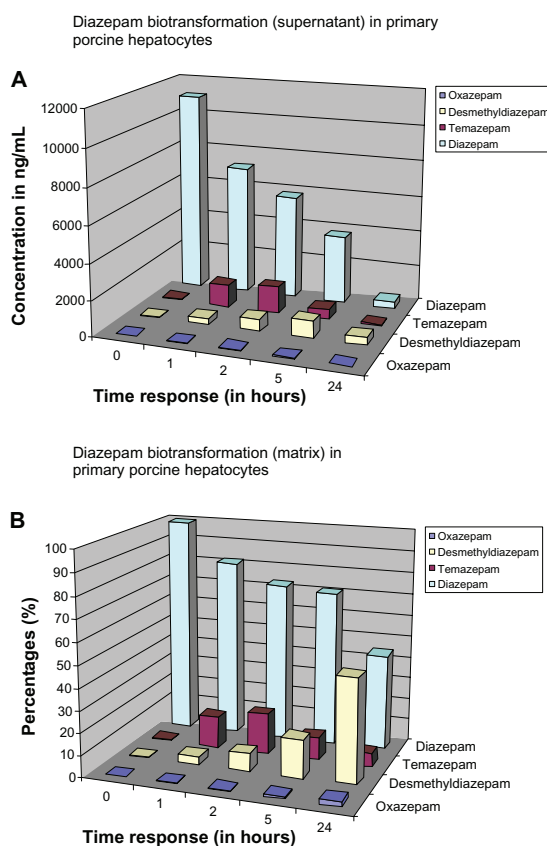 Diazepam biotransformation (supernatant) in primary
porcine hepatocytes
A
Oxazepam
Desmethyldiazepam
Temazepam
Diazepam
Concentration in ng/mL
12000
10000
8000
6000
4000
2000
0
0
1
2
5
24
Diazepam
Temazepam
Desmethyldiazepam
Oxazepam
Time response (in hours)
Diazepam biotransformation (matrix) in
primary porcine hepatocytes
B
Oxazepam
Desmethyldiazepam
Temazepam
Diazepam
Percentages (%)
100
90
80
70
60
50
40
30
20
10
0
0
1
2
5
24
Diazepam
Temazepam
Desmethyldiazepam
Oxazepam
Time response (in hours)